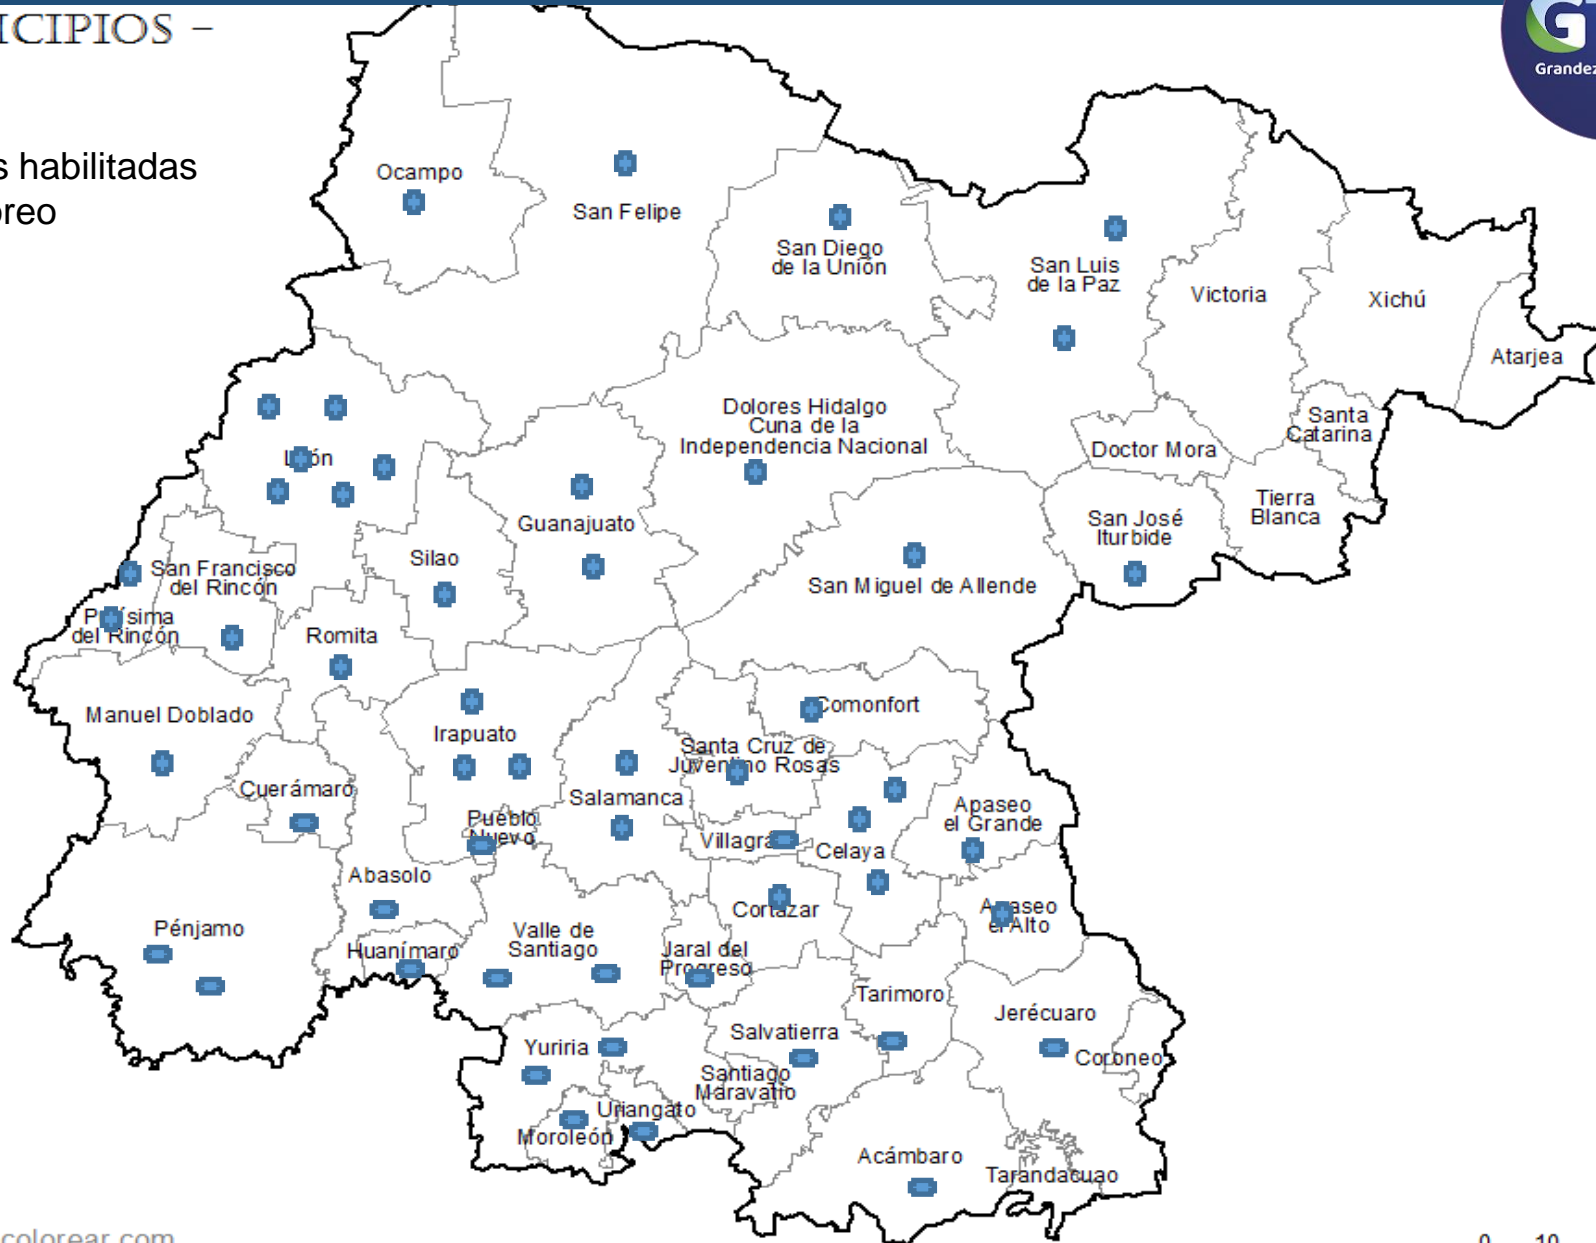 ICIPIOS –
Grandez
s habilitadas
oreo
Ocampo
San Felipe
San Diego
de la Unión
San Luis
de la Paz
Victoria
Xichú
Atarjea
Dolores Hidalgo
Cuna de la
Independencia Nacional
Santa
Catarina
Doctor Mora
León
Tierra
Blanca
San José
Iturbide
Guanajuato
Silao
San Miguel de Allende
San Francisco
del Rincón
Purísima
del Rincón
Romita
Manuel Doblado
Comonfort
Irapuato
Santa Cruz de
Juventino Rosas
Cuerámaro
Salamanca
Apaseo
el Grande
Pueblo
Nuevo
Villagrán
Celaya
Abasolo
Cortazar
Apaseo
el Alto
Pénjamo
Valle de
Santiago
Huanímaro
Jaral del
Progreso
Tarimoro
Jerécuaro
Salvatierra
Yuriria
Coroneo
Santiago
Maravatío
Uriangato
Moroleón
Acámbaro
Tarandacuao
colorear.com
0 10